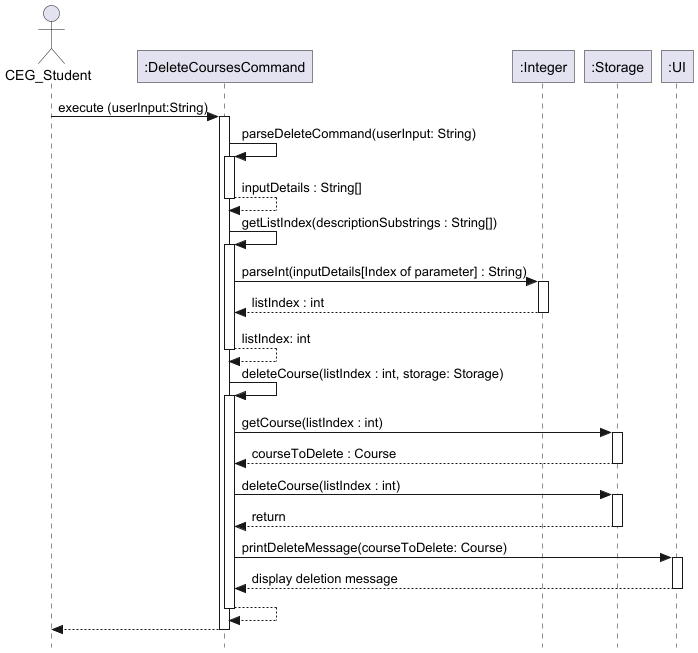 CEG_Student
:DeleteCoursesCommand
:Integer
:Storage
:UI
execute (userInput:String)
parseDeleteCommand(userInput: String)
inputDetails : String[]
getListIndex(descriptionSubstrings : String[])
parseInt(inputDetails[Index of parameter] : String)
listIndex : int
listIndex: int
deleteCourse(listIndex : int, storage: Storage)
getCourse(listIndex : int)
courseToDelete : Course
deleteCourse(listIndex : int)
return
printDeleteMessage(courseToDelete: Course)
display deletion message